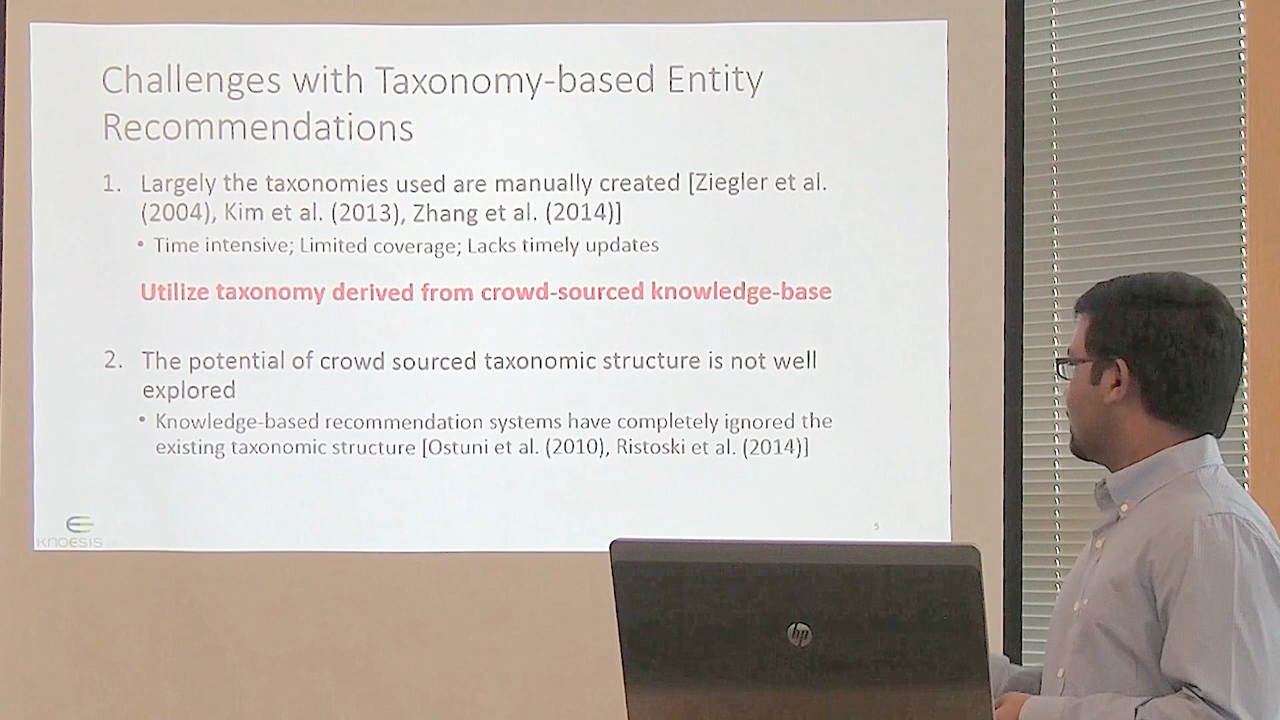 Challenges with Taxonomy-based Entity
Recommendations
1. Largely the taxonomies used are manually created [Ziegler et al.
(2004), Kim et al. (2013), Zhang et al. (2014)]
• Time intensive; Limited coverage; Lacks timely updates
Utilize taxonomy derived from crowd-sourced knowledge-base
2. The potential of crowd sourced taxonomic structure is not well
explored
• Knowledge-based recommendation systems have completely ignored the
existing taxonomic structure [Ostuni et al. (2010), Ristoski et al. (2014)]
KNOESIS
5
hp